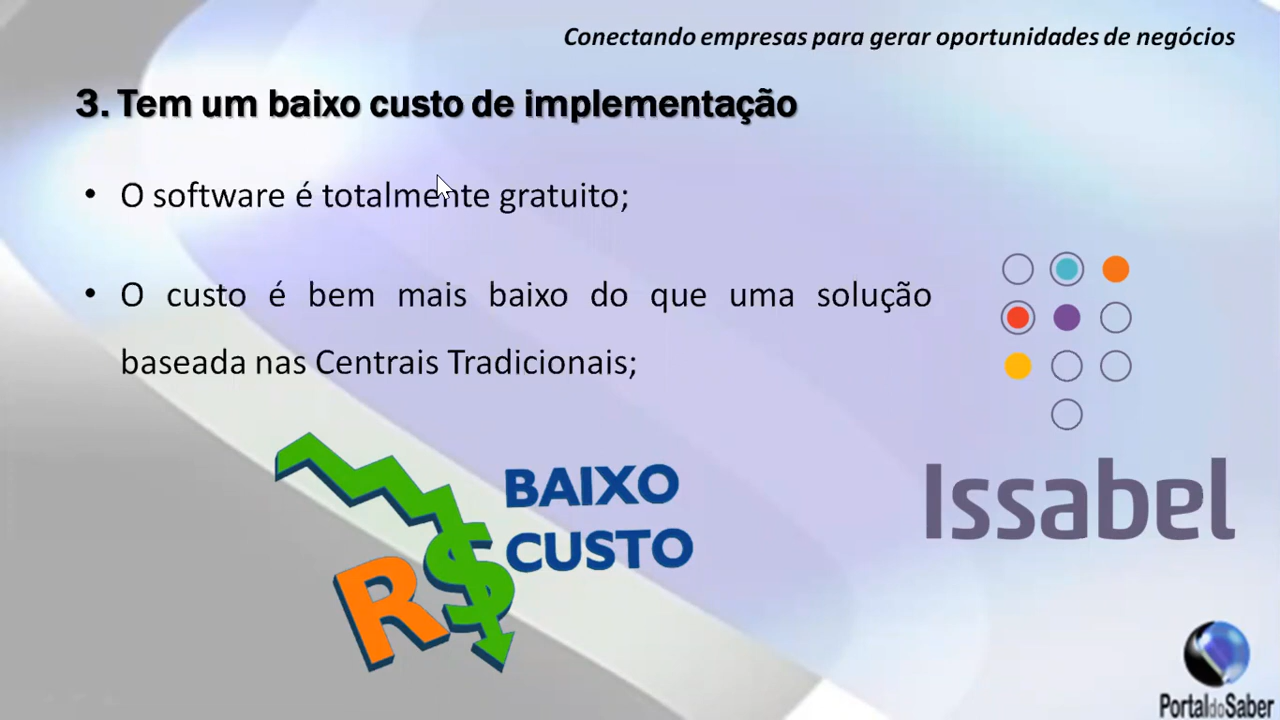 Conectando empresas para gerar oportunidades de negócios
3. Tem um baixo custo de implementação
• O software é totalmente gratuito;
• O custo é bem mais baixo do que uma solução
baseada nas Centrais Tradicionais;
BAIXO
CUSTO
R$
Issabel
PortaldoSaber